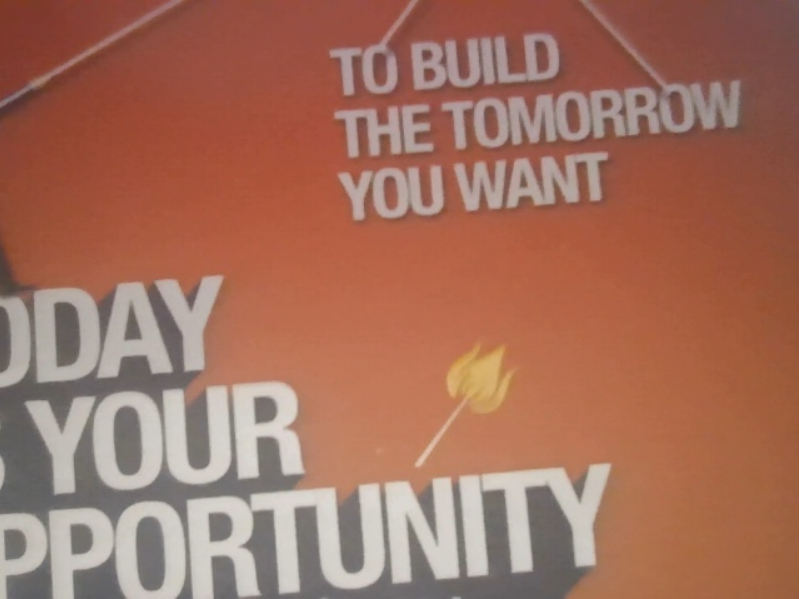 TO BUILD
THE TOMORROW
YOU WANT
ODAY
S YOUR
PPORTUNITY